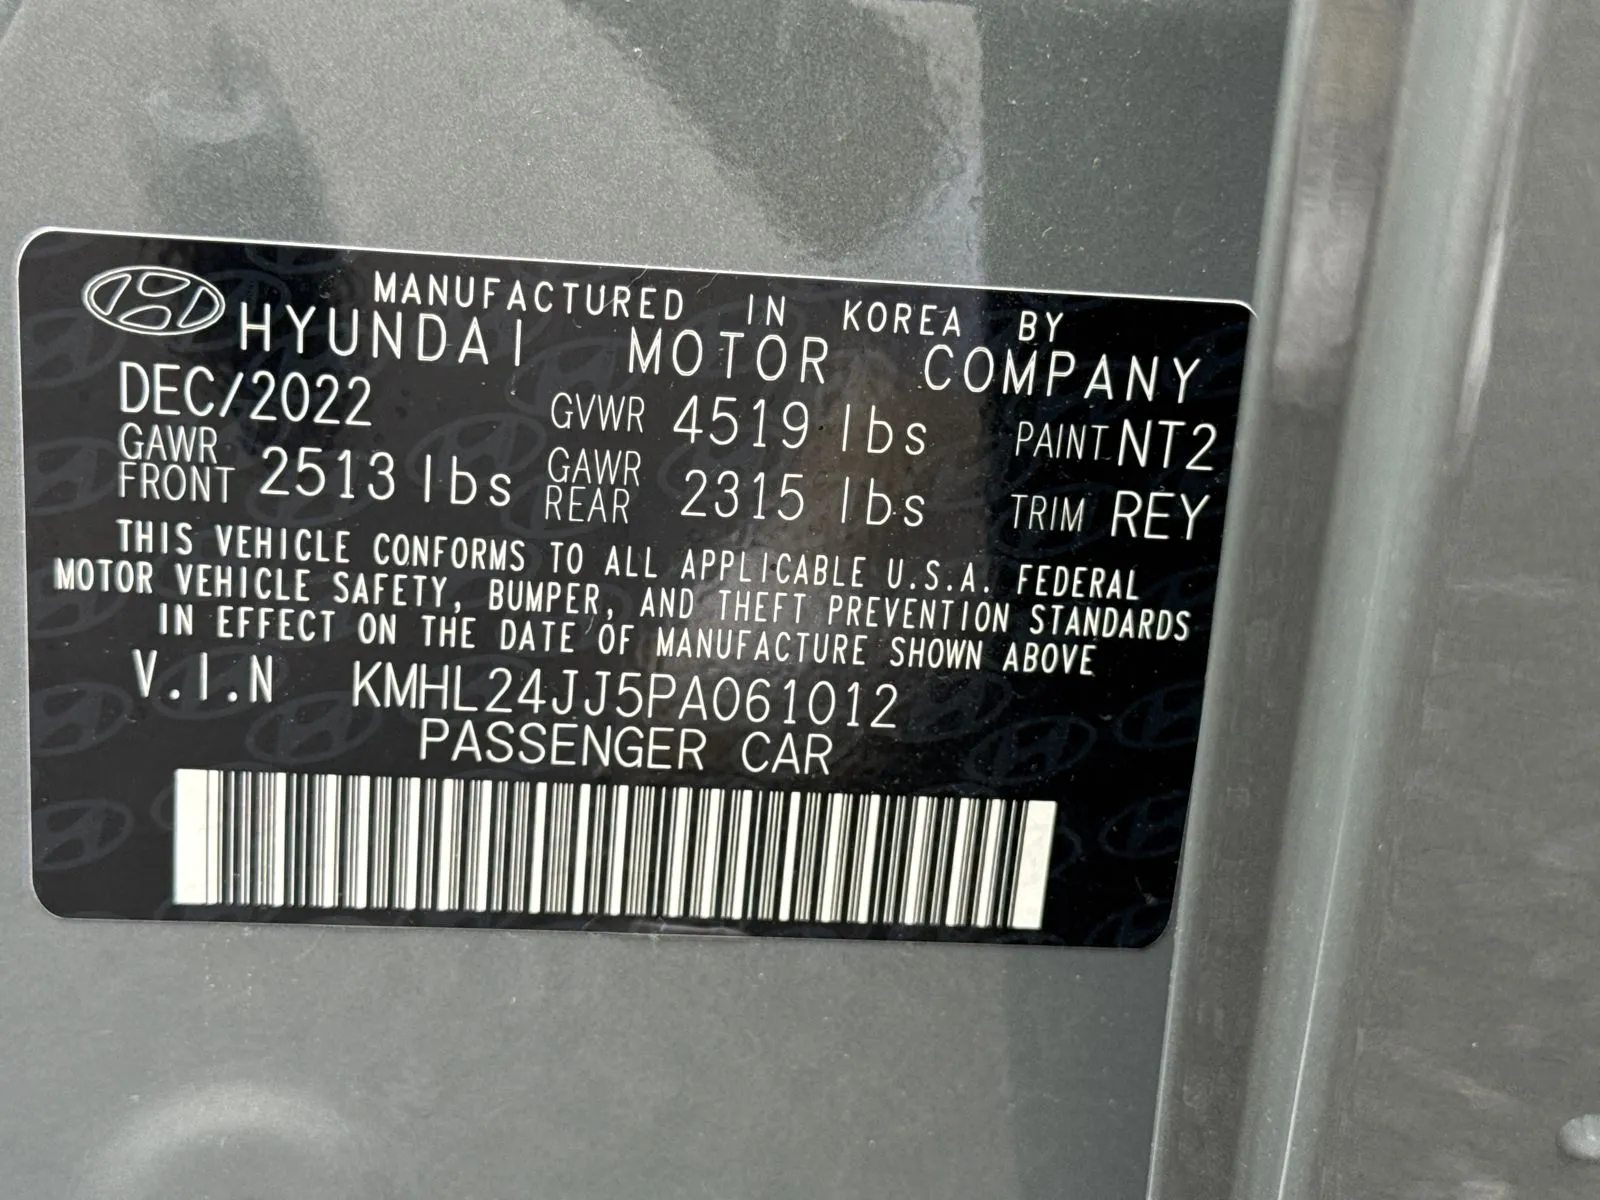 MANUFACTURED IN KOREA BY
HYUNDAI MOTOR COMPANY
DEC/2022 GVWR 4519 lbs PAINT NT2
GAWR FRONT 2513 lbs GAWR REAR 2315 lbs TRIM REY
THIS VEHICLE CONFORMS TO ALL APPLICABLE U.S.A. FEDERAL
MOTOR VEHICLE SAFETY, BUMPER, AND THEFT PREVENTION STANDARDS
IN EFFECT ON THE DATE OF MANUFACTURE SHOWN ABOVE
V.I.N KMHL24JJ5PA061012
PASSENGER CAR